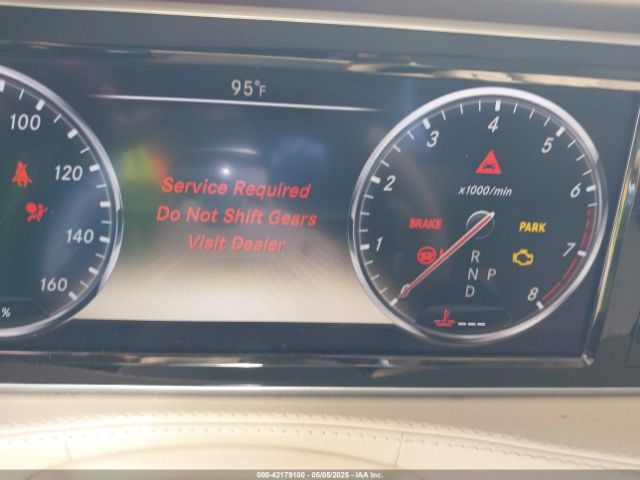 95°F
100
120
140
160
%
Service Required
Do Not Shift Gears
Visit Dealer
0
1
2
3
4
5
6
7
8
x1000/min
BRAKE
PARK
R
N P
D
000-42179100 - 05/05/2025 - IAA Inc.